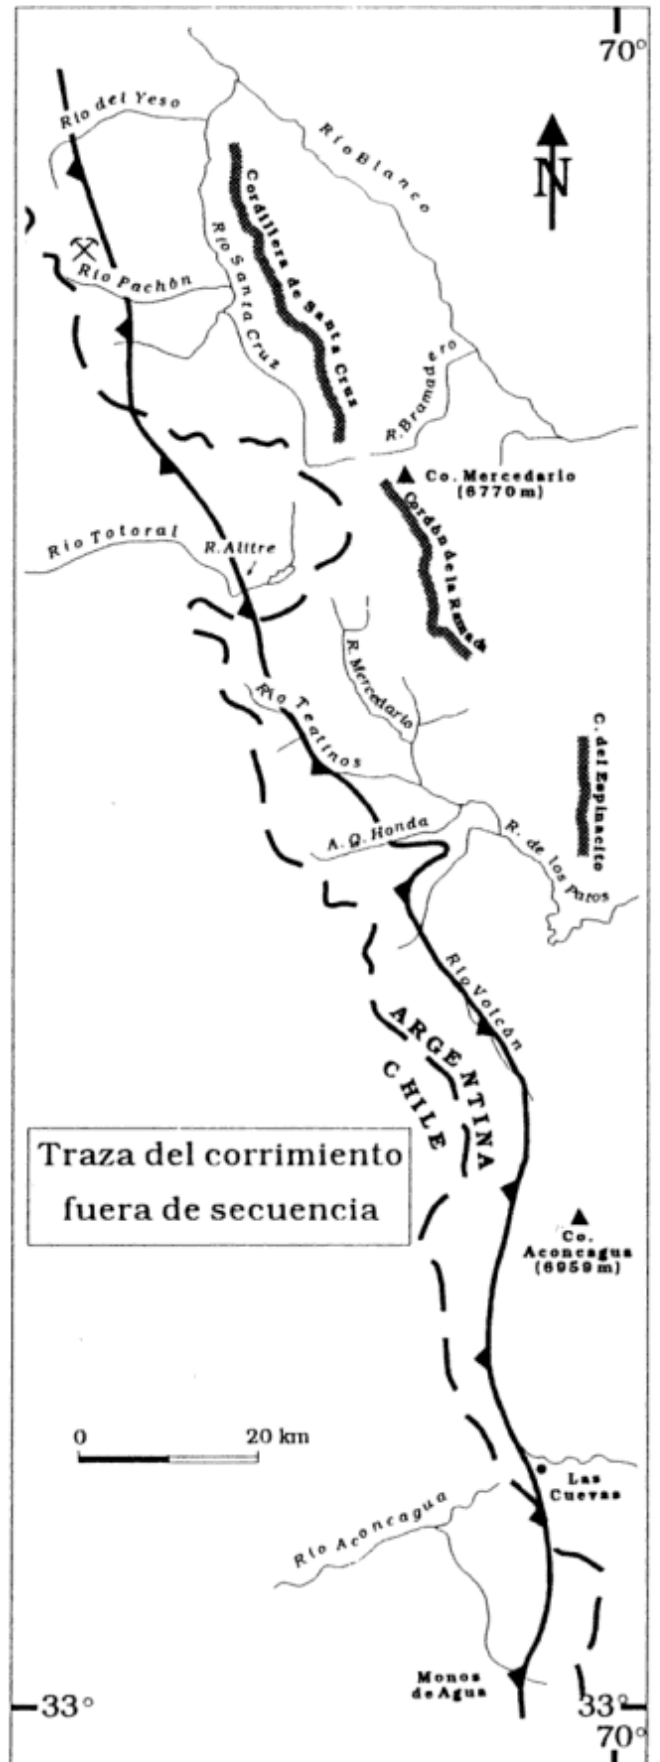 70°
Río del Yeso
Río Blanco
N
Cordillera de Santa Cruz
Río Santa Cruz
Río Pachòn
R. Bramadero
Co. Mercedario
(6770 m)
Cordón de la Ramada
Río Totoral
R. Alitre
R. Mercedario
Río Teatinos
C. del Espinacito
A. Q. Honda
R. de los Patos
Río Volcán
ARGENTINA
CHILE
Traza del corrimiento
fuera de secuencia
Co.
Aconcagua
(6959 m)
0 20 km
Las
Cuevas
Río Aconcagua
Monos
de Agua
33° 33°
70°